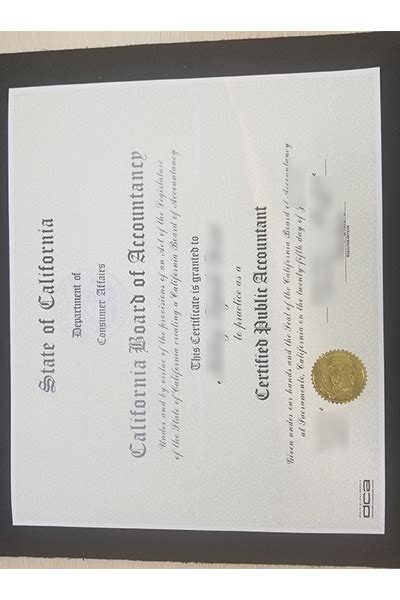 State of California
Department of
Consumer Affairs
California Board of Accountancy
Under and by virtue of the provisions of an Act of the Legislature
of the State of California creating a California Board of Accountancy
This Certificate is granted to
to practice as a
Certified Public Accountant
Given under our hands and the Seal of the California Board of Accountancy
at Sacramento, California on the twenty-fifth day of
dca